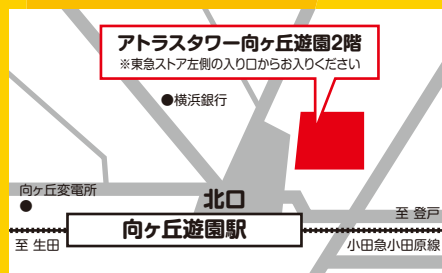 アトラスタワー向ヶ丘遊園2階
※東急ストア左側の入り口からお入りください
●横浜銀行
向ヶ丘変電所
北口
向ヶ丘遊園駅
至 登戸
至 生田
小田急小田原線